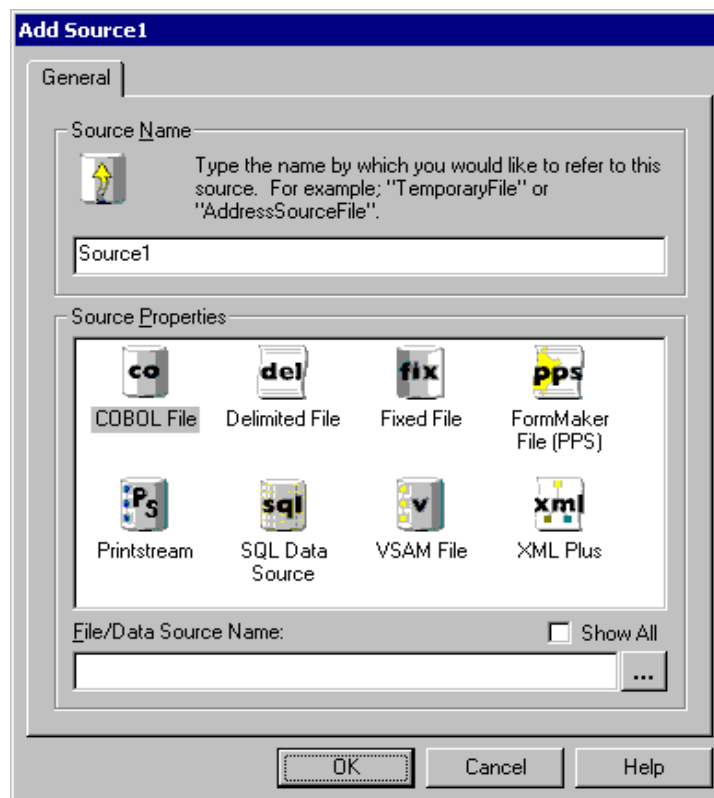 Add Source1
General
Source Name
Type the name by which you would like to refer to this
source. For example; "TemporaryFile" or
"AddressSourceFile".
Source1
Source Properties
co del fix pps
COBOL File Delimited File Fixed File FormMaker
File (PPS)
Ps sql v xml
Printstream SQL Data VSAM File XML Plus
Source
File/Data Source Name: Show All
...
OK Cancel Help